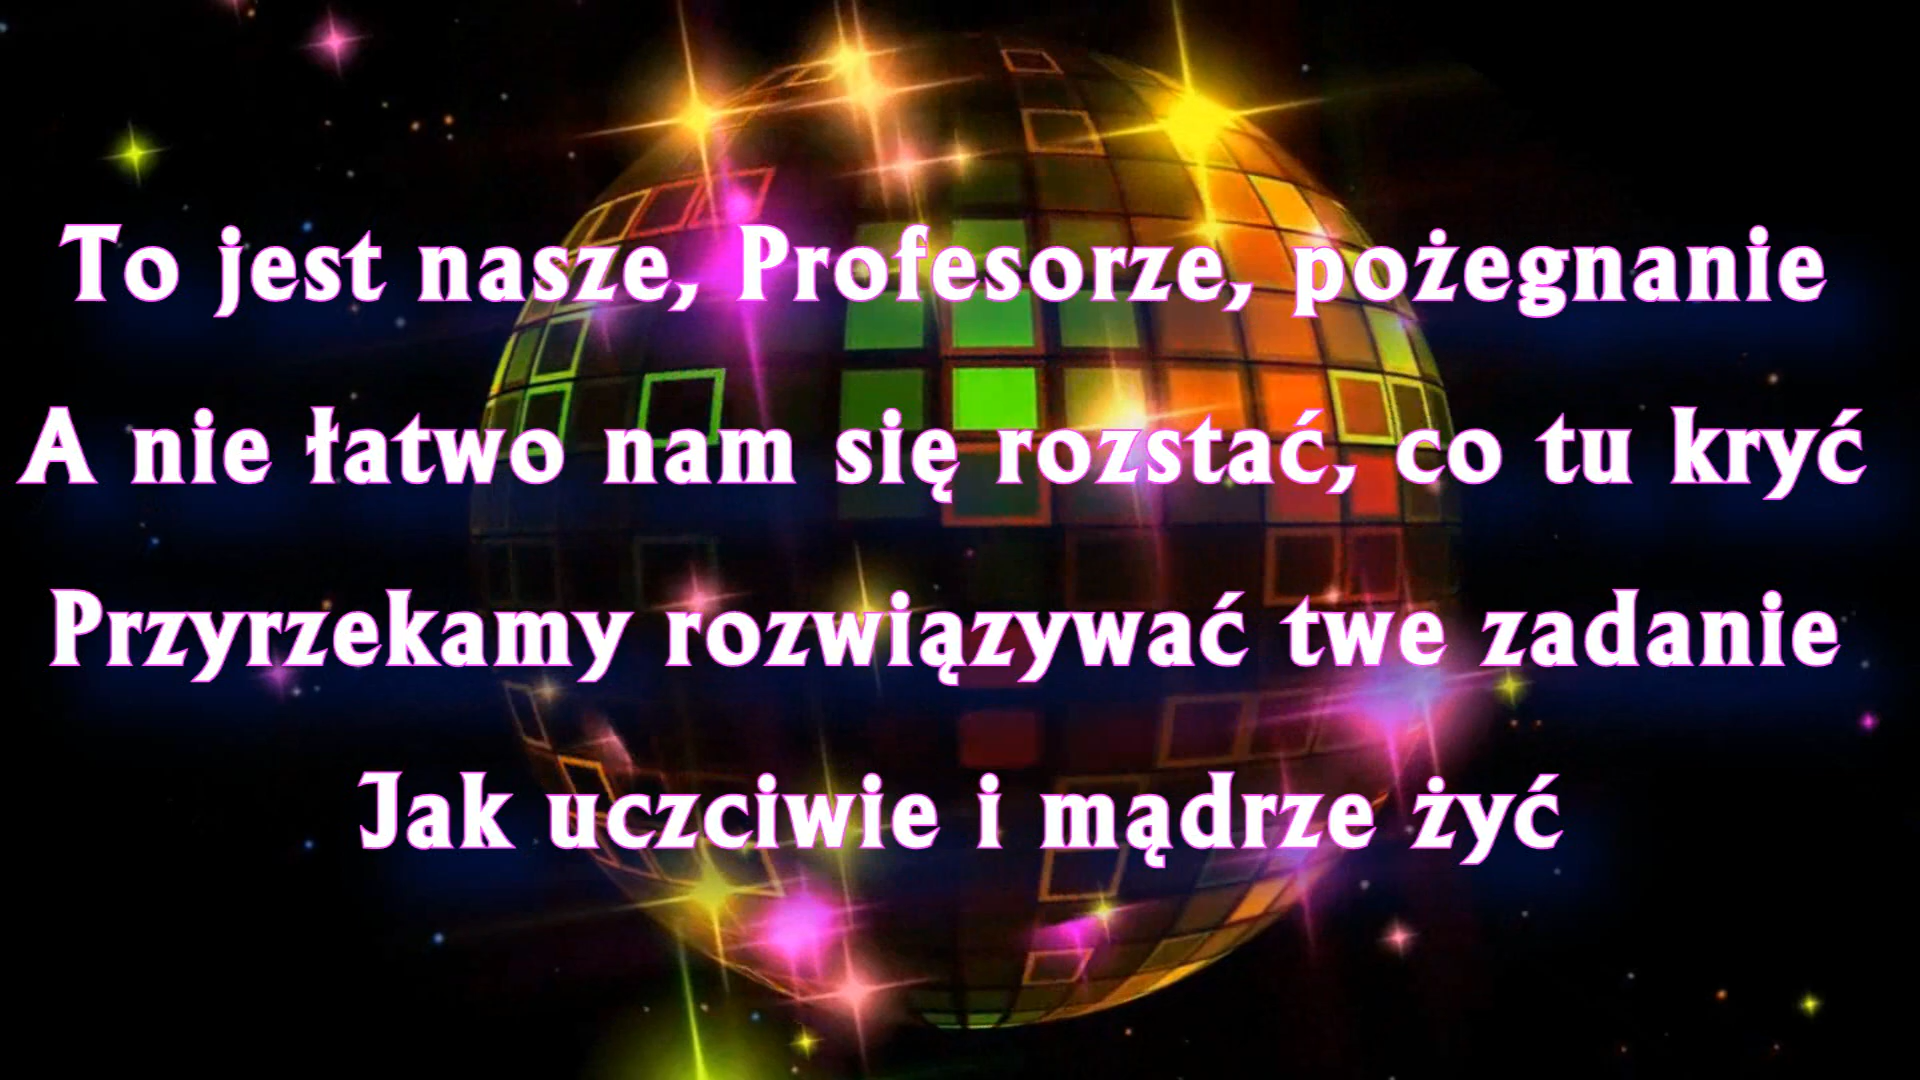 To jest nasze, Profesorze, pożegnanie
A nie łatwo nam się rozstać, co tu kryć
Przyrzekamy rozwiązywać twe zadanie
Jak uczciwie i mądrze żyć